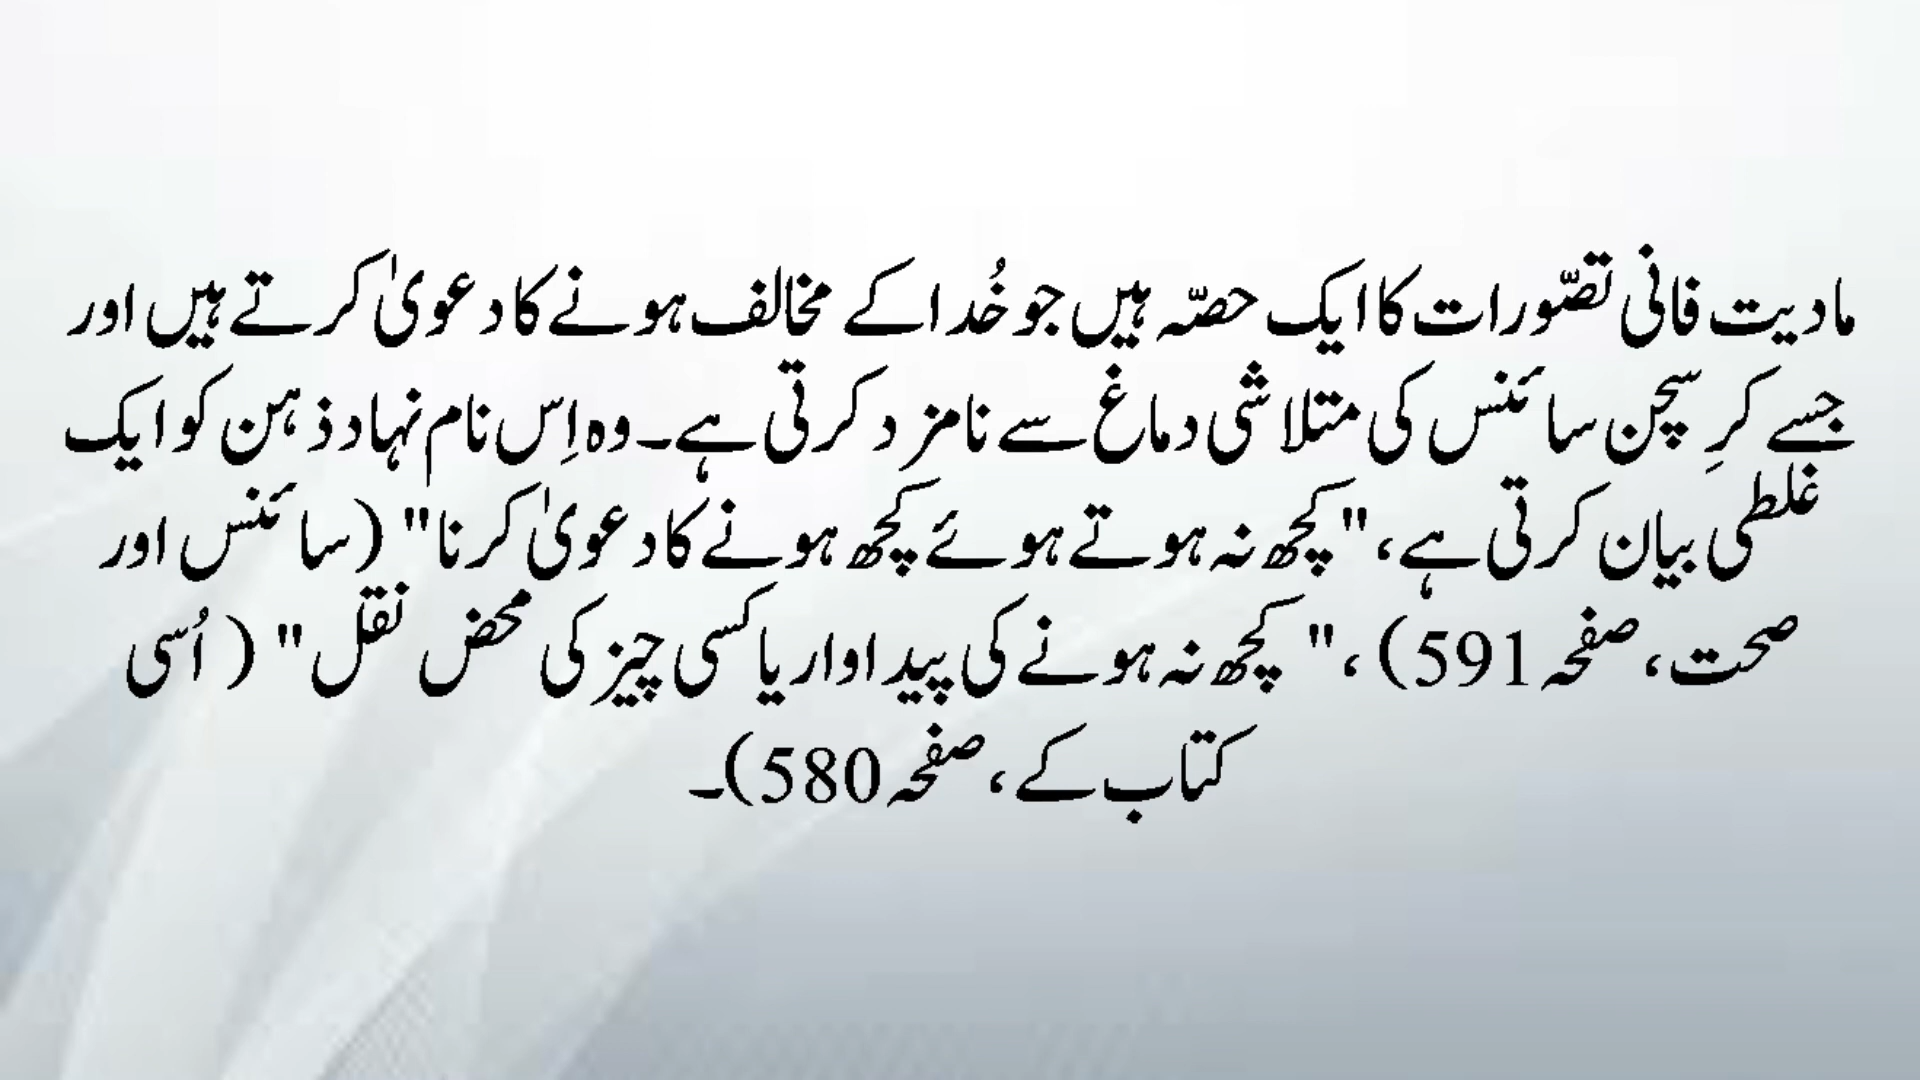 مادیت فانی تصّورات کا ایک حصّہ ہیں جو خُدا کے مخالف ہونے کا دعویٰ کرتے ہیں اور
جسے کرِسچن سائنس کی متلاشی دماغ سے نامزد کرتی ہے۔ وہ اِس نام نہاد ذہن کو ایک
غلطی بیان کرتی ہے، "کچھ نہ ہوتے ہوئے کچھ ہونے کا دعویٰ کرنا" (سائنس اور
صحت، صفحہ 591)، "کچھ نہ ہونے کی پیداوار یا کسی چیز کی محض نقل" (اُسی
کتاب کے، صفحہ 580)۔